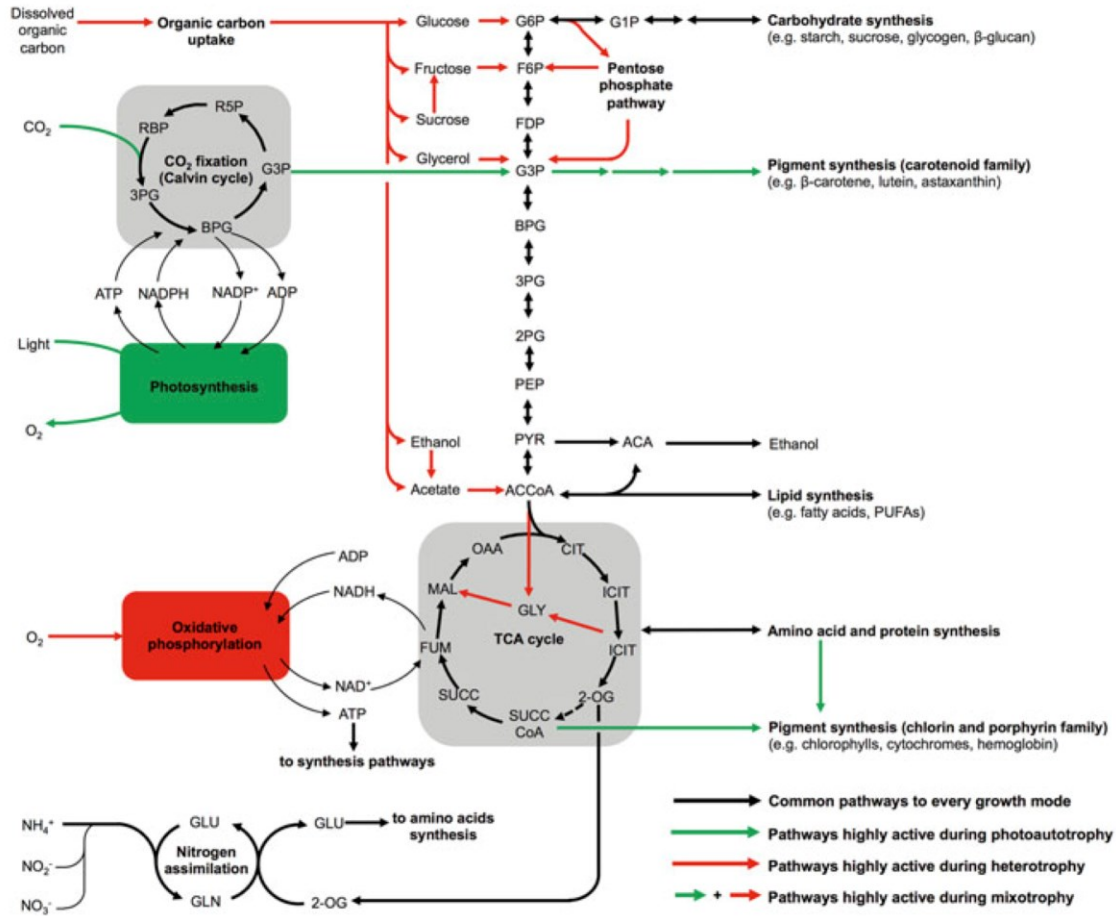 Dissolved
organic
carbon
Organic carbon
uptake
Glucose
G6P
G1P
Carbohydrate synthesis
(e.g. starch, sucrose, glycogen, β-glucan)
Fructose
F6P
Pentose
phosphate
pathway
Sucrose
FDP
Glycerol
G3P
Pigment synthesis (carotenoid family)
(e.g. β-carotene, lutein, astaxanthin)
CO₂
R5P
RBP
CO₂ fixation
(Calvin cycle)
G3P
3PG
BPG
ATP
NADPH
NADP⁺
ADP
Light
Photosynthesis
O₂
BPG
3PG
2PG
PEP
PYR
ACA
Ethanol
Ethanol
Acetate
ACCoA
Lipid synthesis
(e.g. fatty acids, PUFAs)
OAA
CIT
MAL
ICIT
GLY
TCA cycle
FUM
ICIT
SUCC
2-OG
SUCC
CoA
Amino acid and protein synthesis
Pigment synthesis (chlorin and porphyrin family)
(e.g. chlorophylls, cytochromes, hemoglobin)
ADP
NADH
O₂
Oxidative
phosphorylation
NAD⁺
ATP
to synthesis pathways
NH₄⁺
NO₂⁻
NO₃⁻
GLU
Nitrogen
assimilation
GLN
GLU
to amino acids
synthesis
2-OG
Common pathways to every growth mode
Pathways highly active during photoautotrophy
Pathways highly active during heterotrophy
+ Pathways highly active during mixotrophy